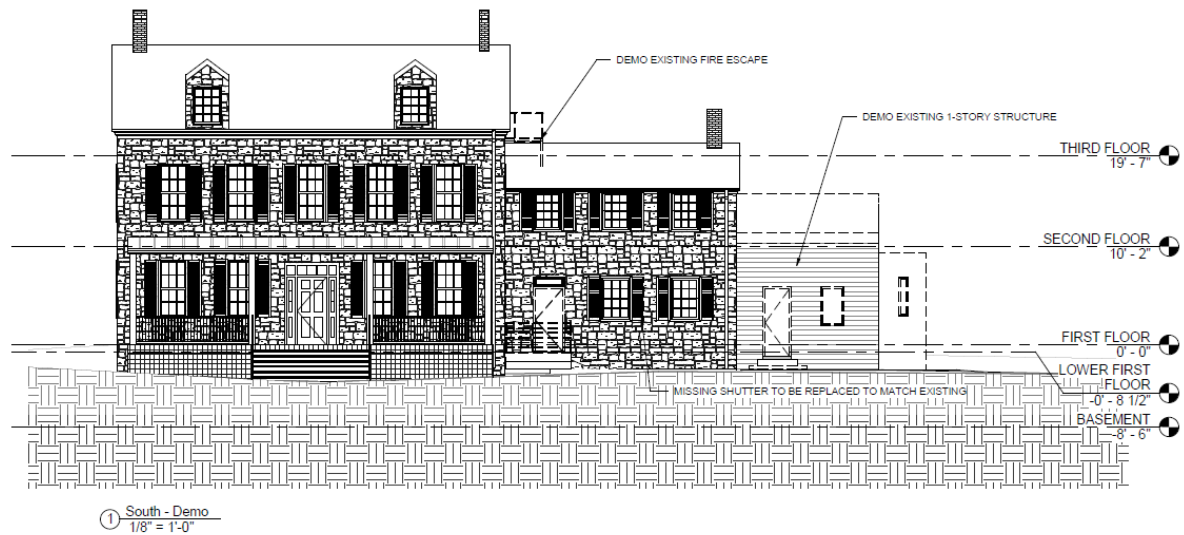 DEMO EXISTING FIRE ESCAPE
DEMO EXISTING 1-STORY STRUCTURE
THIRD FLOOR
19' - 7"
SECOND FLOOR
10' - 2"
FIRST FLOOR
0' - 0"
LOWER FIRST
FLOOR
-0' - 8 1/2"
MISSING SHUTTER TO BE REPLACED TO MATCH EXISTING
BASEMENT
-8' - 6"
1
South - Demo
1/8" = 1'-0"